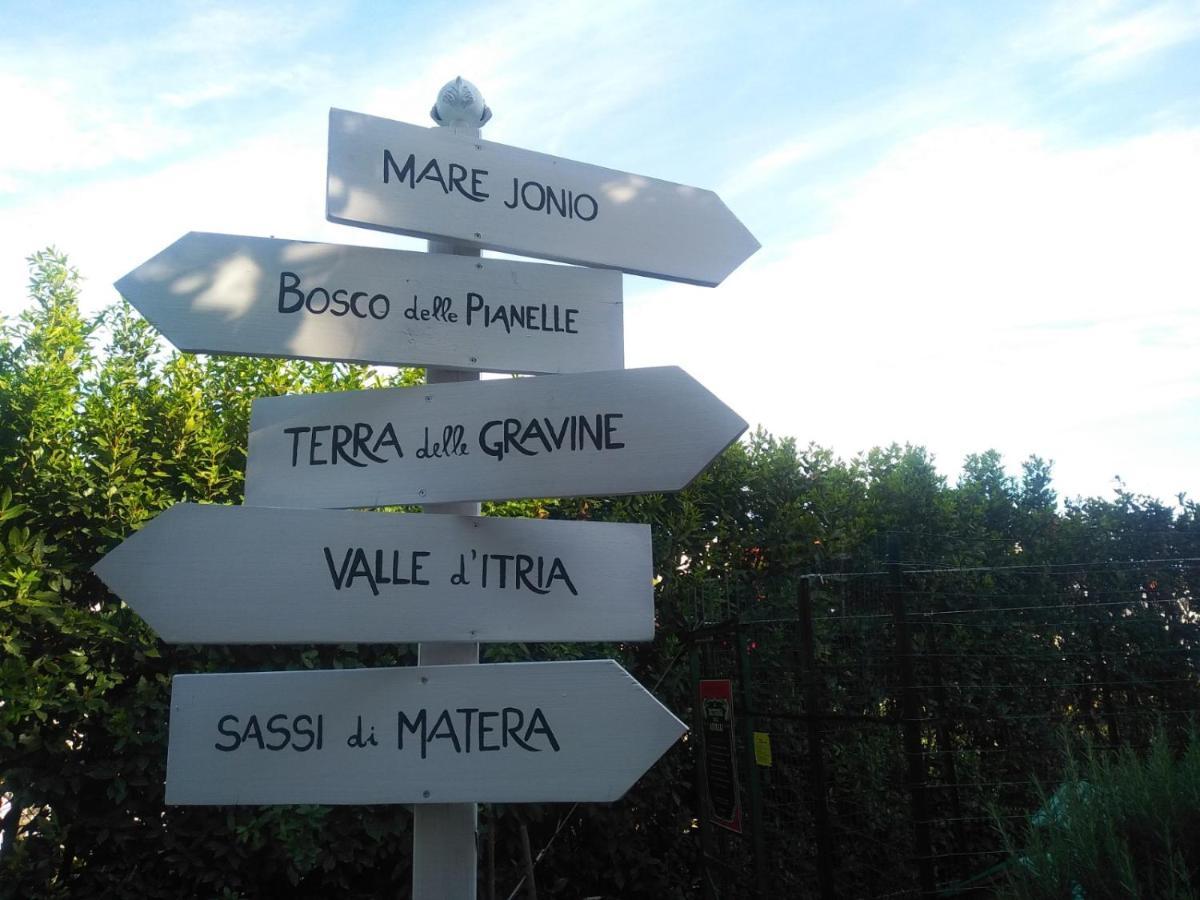 MARE JONIO
BOSCO delle PIANELLE
TERRA delle GRAVINE
VALLE d'ITRIA
SASSI di MATERA